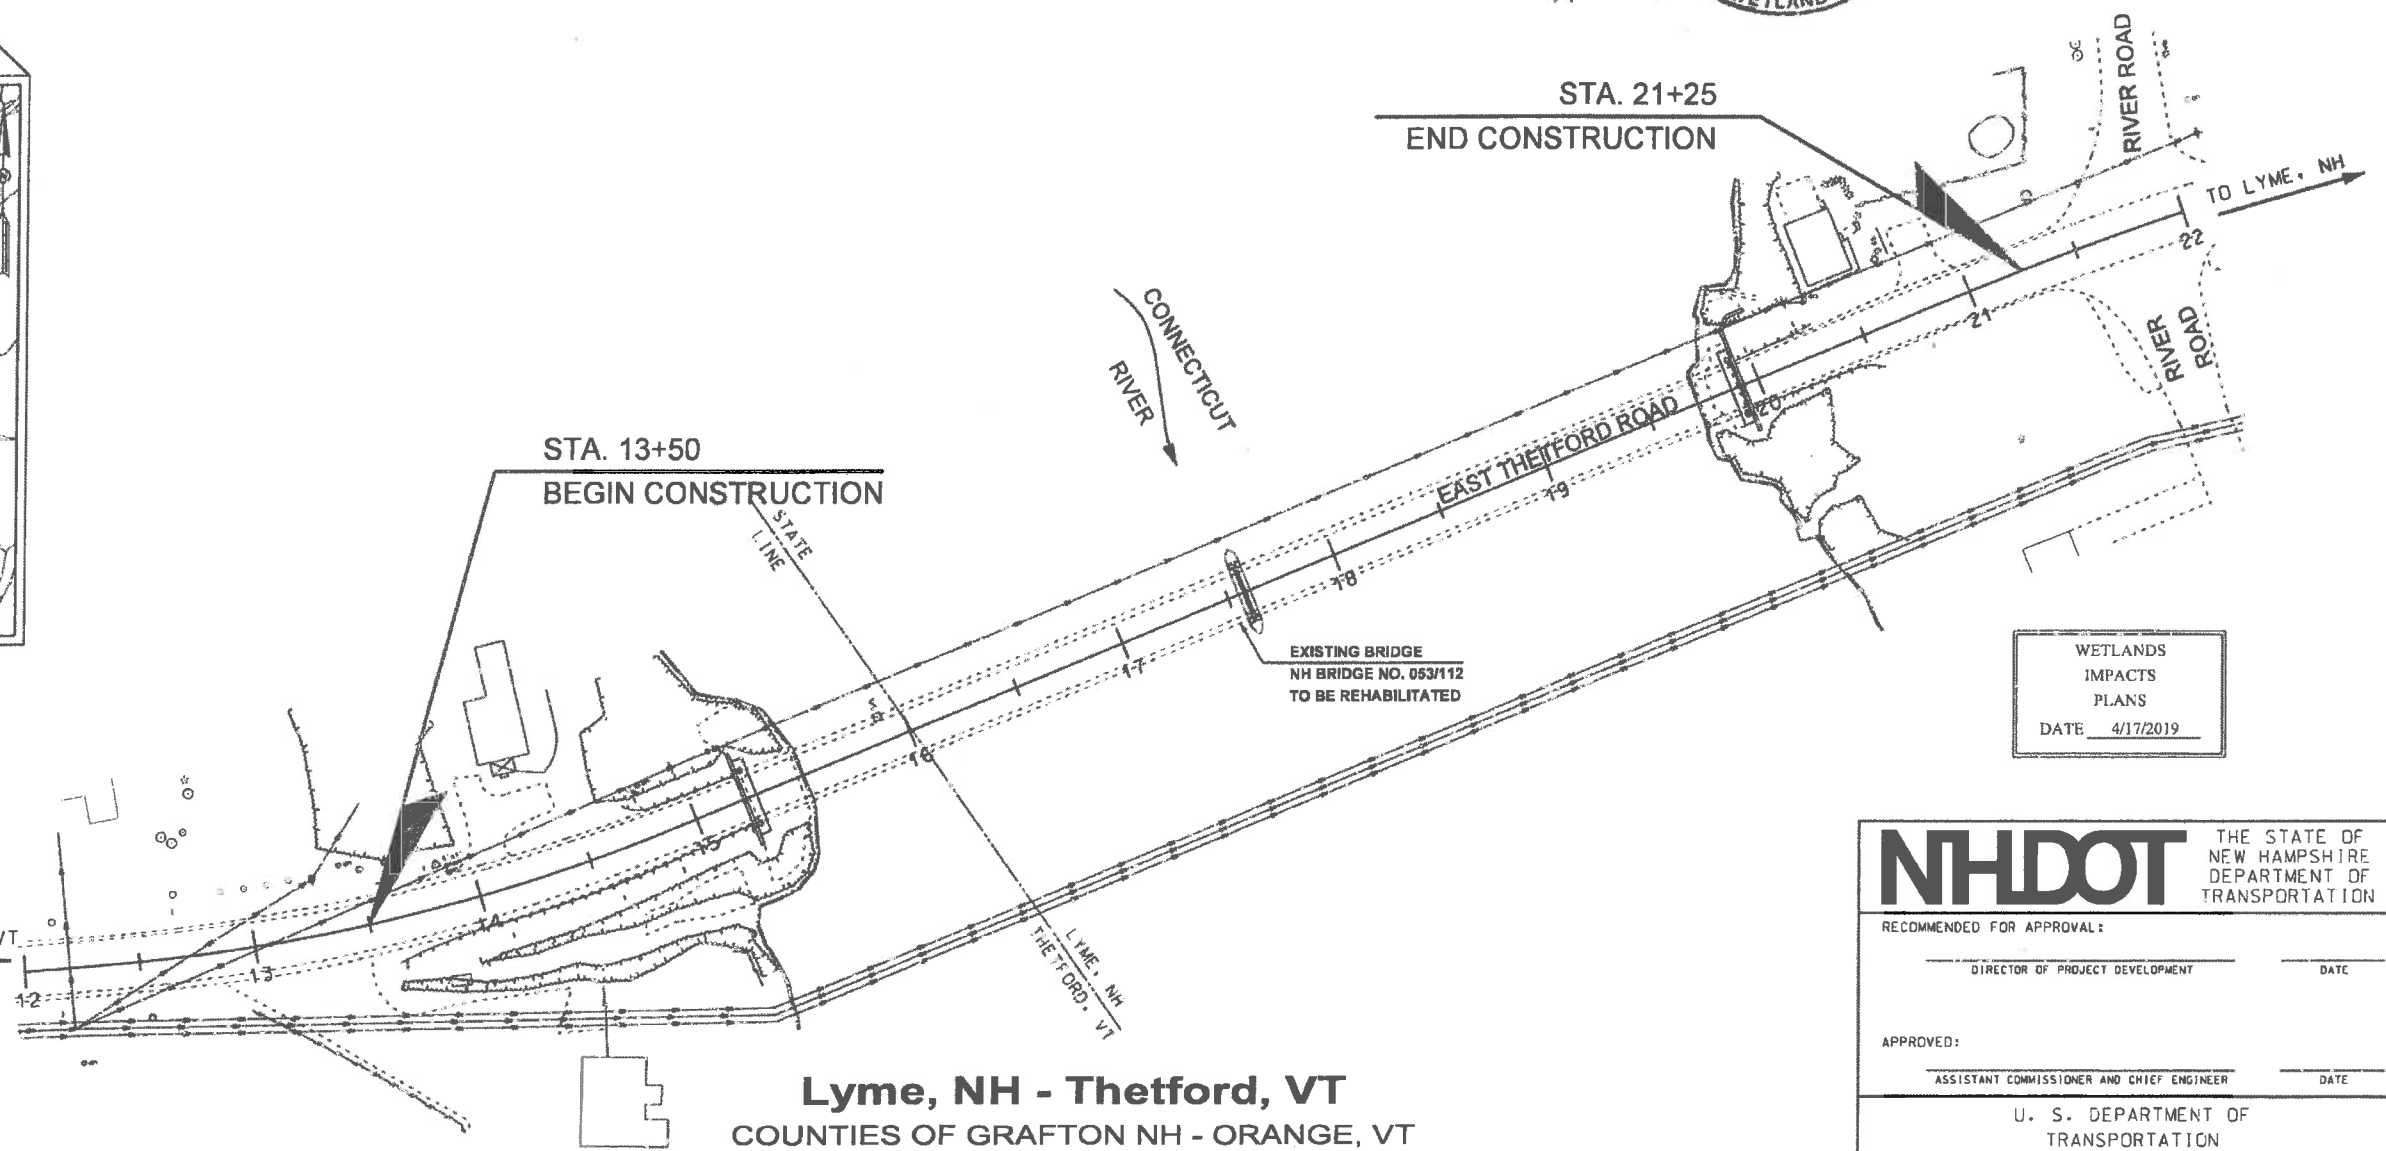 WETLAND
RIVER ROAD
STA. 21+25
END CONSTRUCTION
TO LYME, NH
22
21
RIVER
ROAD
CONNECTICUT
RIVER
EAST THETFORD ROAD
20
19
18
17
16
15
14
13
12
STA. 13+50
BEGIN CONSTRUCTION
STATE
LINE
EXISTING BRIDGE
NH BRIDGE NO. 053/112
TO BE REHABILITATED
LYME, NH
THETFORD, VT
VT
WETLANDS
IMPACTS
PLANS
DATE 4/17/2019
NHDOT
THE STATE OF
NEW HAMPSHIRE
DEPARTMENT OF
TRANSPORTATION
RECOMMENDED FOR APPROVAL:
DIRECTOR OF PROJECT DEVELOPMENT DATE
APPROVED:
ASSISTANT COMMISSIONER AND CHIEF ENGINEER DATE
U. S. DEPARTMENT OF
TRANSPORTATION
Lyme, NH - Thetford, VT
COUNTIES OF GRAFTON NH - ORANGE, VT